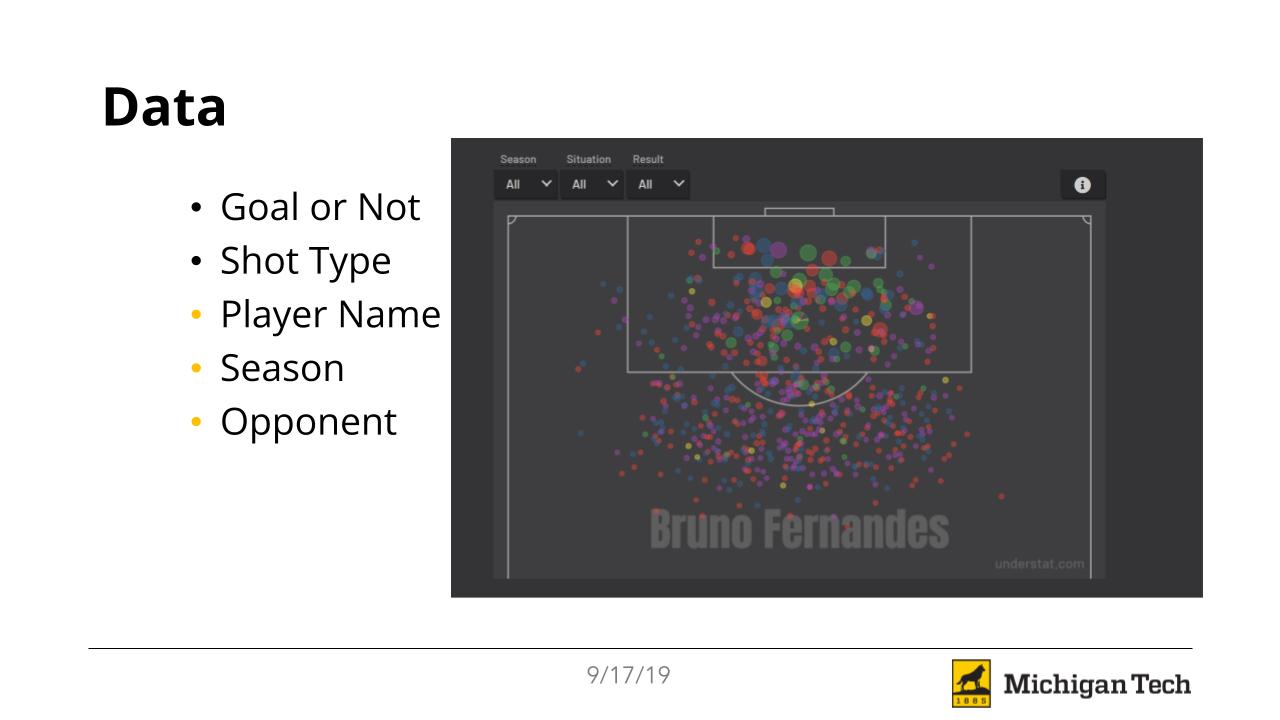 Data
• Goal or Not
• Shot Type
• Player Name
• Season
• Opponent
Season Situation Result
All All All
Bruno Fernandes
understat.com
9/17/19
1885
Michigan Tech